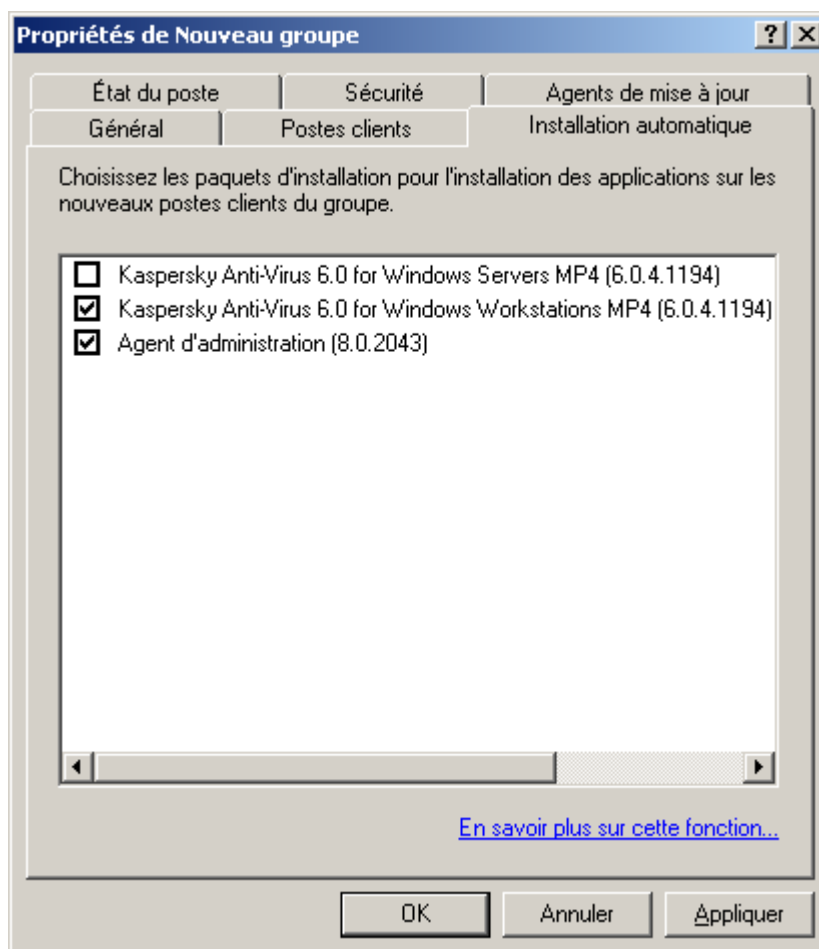 Propriétés de Nouveau groupe
État du poste
Sécurité
Agents de mise à jour
Général
Postes clients
Installation automatique
Choisissez les paquets d'installation pour l'installation des applications sur les
nouveaux postes clients du groupe.
Kaspersky Anti-Virus 6.0 for Windows Servers MP4 (6.0.4.1194)
Kaspersky Anti-Virus 6.0 for Windows Workstations MP4 (6.0.4.1194)
Agent d'administration (8.0.2043)
En savoir plus sur cette fonction...
OK
Annuler
Appliquer